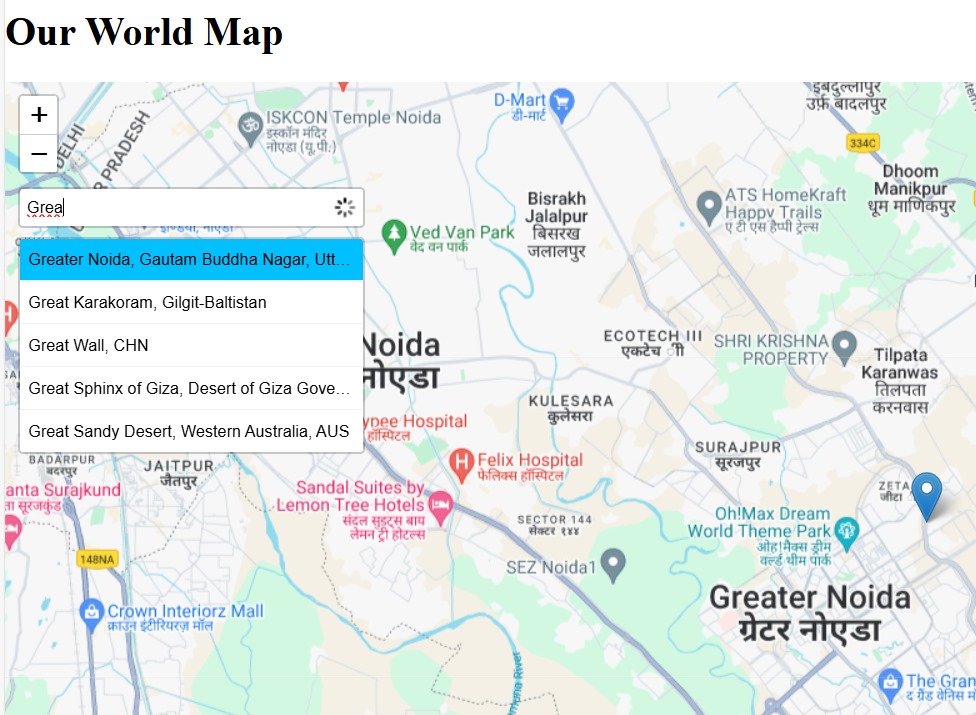 Our World Map
+
−
Grea
Greater Noida, Gautam Buddha Nagar, Utt...
Great Karakoram, Gilgit-Baltistan
Great Wall, CHN
Great Sphinx of Giza, Desert of Giza Gove...
Great Sandy Desert, Western Australia, AUS
DELHI
R PRADESH
ISKCON Temple Noida
इस्कॉन मंदिर
नोएडा (यू.पी.)
D-Mart
डी-मार्ट
उर्फ़ बादलपुर
334C
Dhoom
Manikpur
धूम माणिकपुर
ATS HomeKraft
Happy Trails
ए टी एस हैप्पी ट्रेल्स
Bisrakh
Jalalpur
बिसरख
जलालपुर
Ved Van Park
वेद वन पार्क
Noida
नोएडा
ECOTECH III
एकटेच ीाी
SHRI KRISHNA
PROPERTY
Tilpata
Karanwas
तिलपता
करनवास
KULESARA
कुलेसरा
ypee Hospital
हॉस्पिटल
Felix Hospital
फेलिक्स हॉस्पिटल
SURAJPUR
सूरजपुर
BADARPUR
बदरपुर
JAITPUR
जैतपुर
anta Surajkund
ता सूरजकुंड
Sandal Suites by
Lemon Tree Hotels
संदल सुइट्स बाय
लेमन ट्री होटल्स
SECTOR 144
सेक्टर १४४
ZETA
जीटा
Oh!Max Dream
World Theme Park
ओह!मैक्स ड्रीम
वर्ल्ड थीम पार्क
SEZ Noida1
148NA
Crown Interiorz Mall
क्राउन इंटीरियरज़ मॉल
Greater Noida
ग्रेटर नोएडा
Yamuna River
The Gran
द ग्रैंड वेनिस म